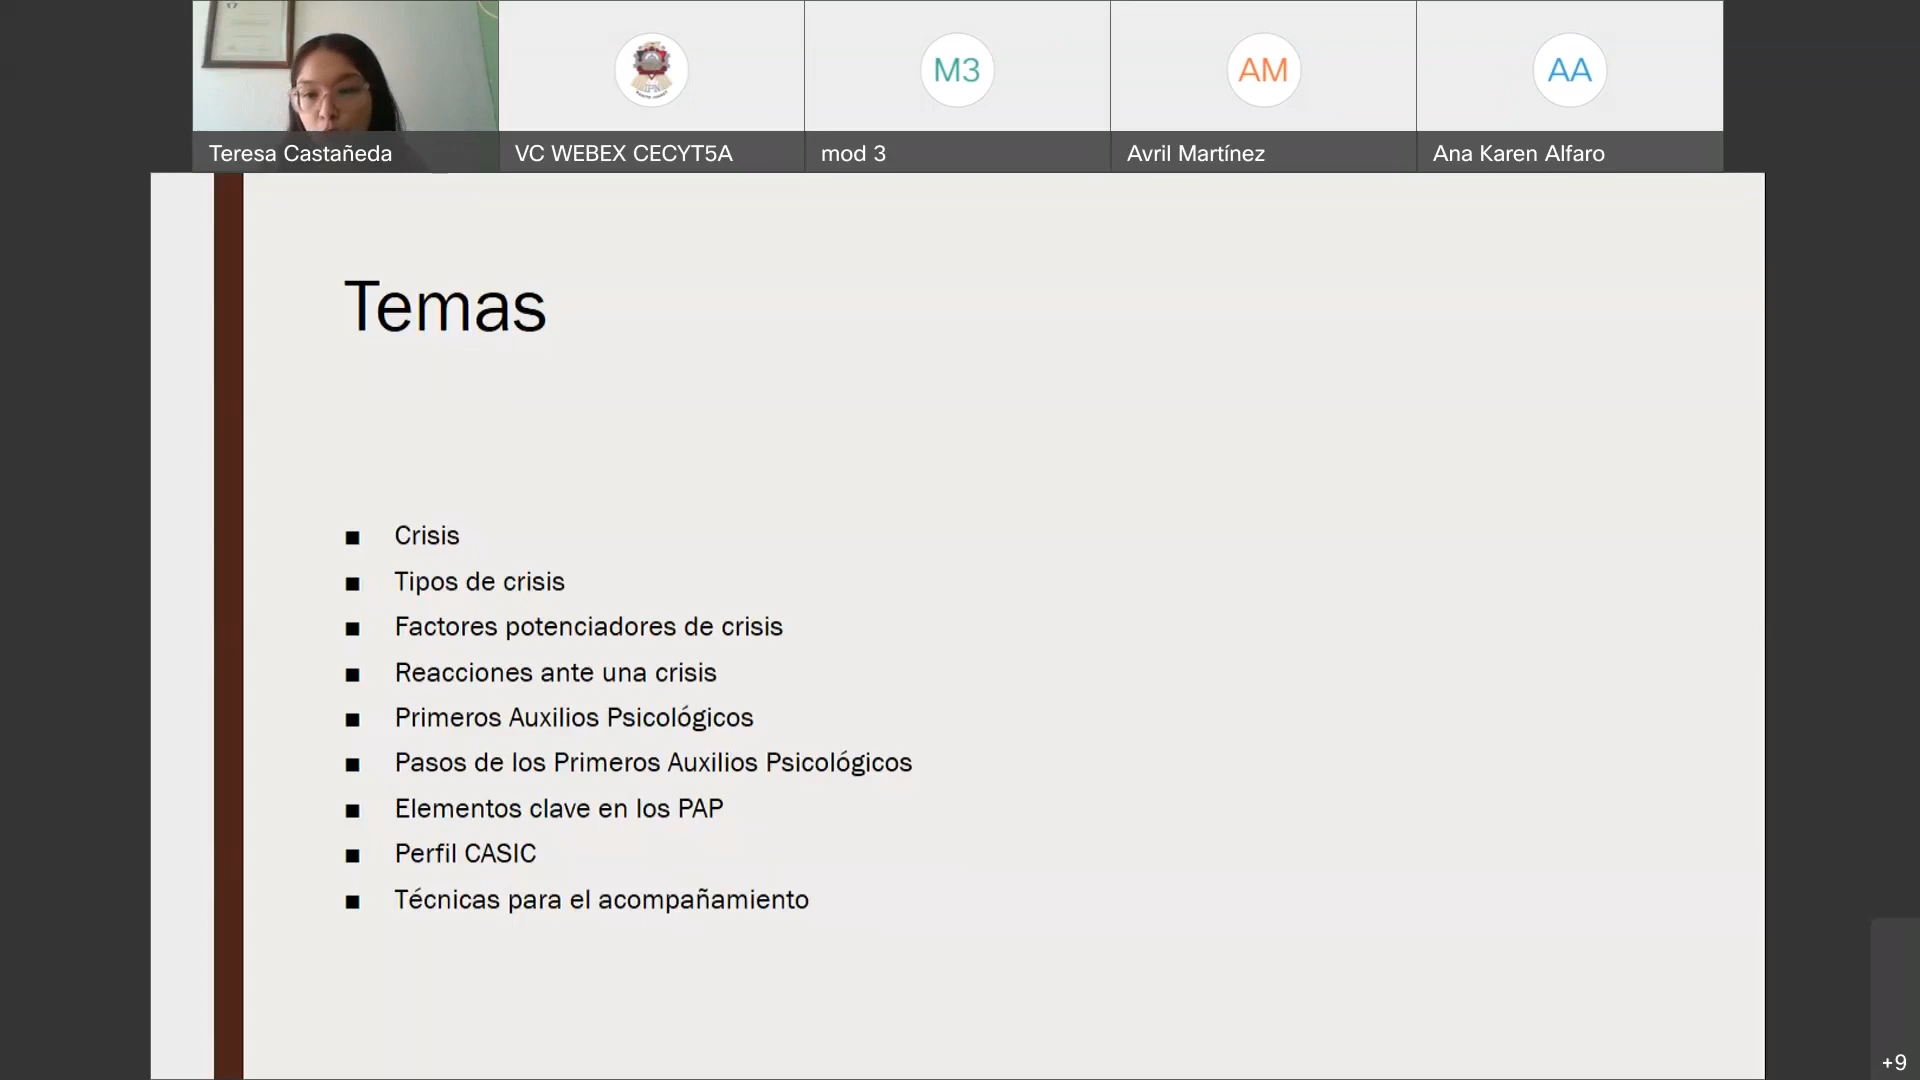 Teresa Castañeda
VC WEBEX CECYT5A
M3
mod 3
AM
Avril Martínez
AA
Ana Karen Alfaro
Temas
■ Crisis
■ Tipos de crisis
■ Factores potenciadores de crisis
■ Reacciones ante una crisis
■ Primeros Auxilios Psicológicos
■ Pasos de los Primeros Auxilios Psicológicos
■ Elementos clave en los PAP
■ Perfil CASIC
■ Técnicas para el acompañamiento
+9